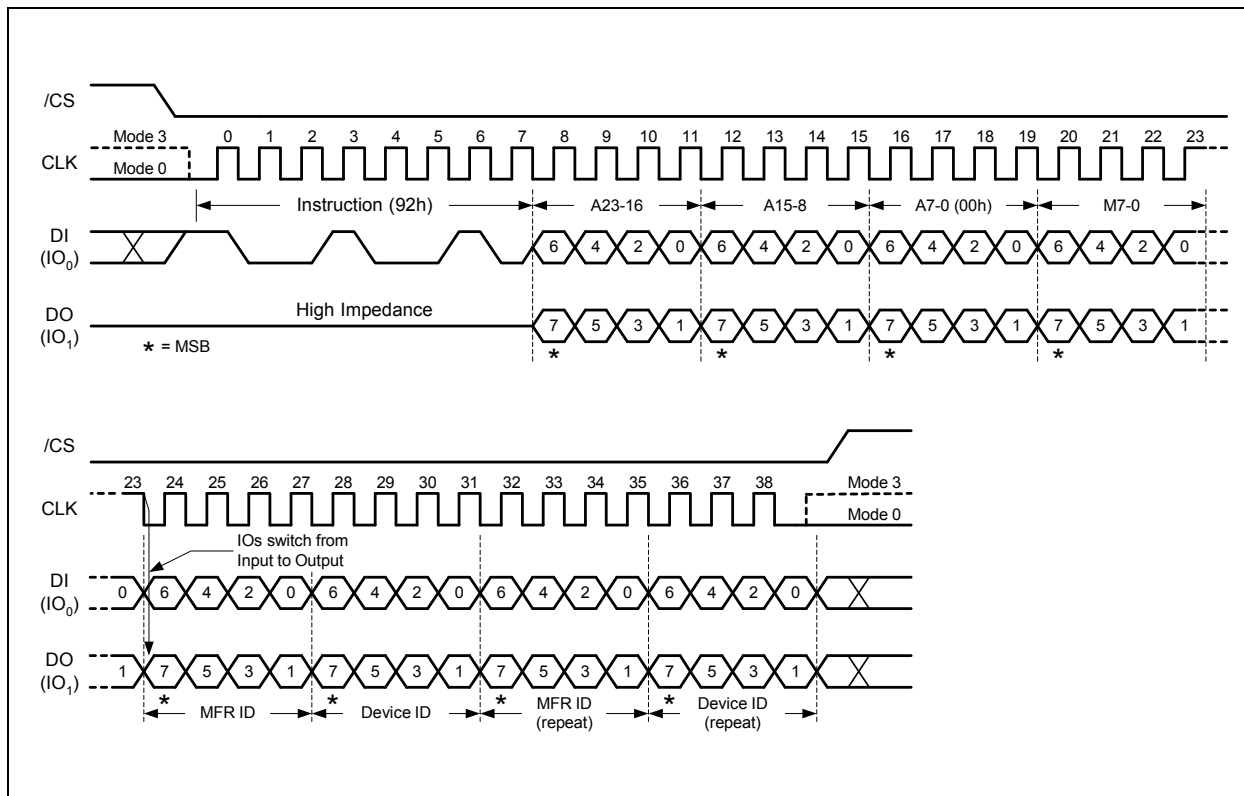 /CS
Mode 3 0 1 2 3 4 5 6 7 8 9 10 11 12 13 14 15 16 17 18 19 20 21 22 23
CLK Mode 0
Instruction (92h) A23-16 A15-8 A7-0 (00h) M7-0
DI
(IO0) 6 4 2 0 6 4 2 0 6 4 2 0 6 4 2 0
High Impedance
DO
(IO1) 7 5 3 1 7 5 3 1 7 5 3 1 7 5 3 1
* = MSB * * * *
/CS
23 24 25 26 27 28 29 30 31 32 33 34 35 36 37 38 Mode 3
CLK Mode 0
IOs switch from
Input to Output
DI
(IO0) 0 6 4 2 0 6 4 2 0 6 4 2 0 6 4 2 0
DO
(IO1) 1 7 5 3 1 7 5 3 1 7 5 3 1 7 5 3 1
* * * *
MFR ID Device ID MFR ID
(repeat) Device ID
(repeat)